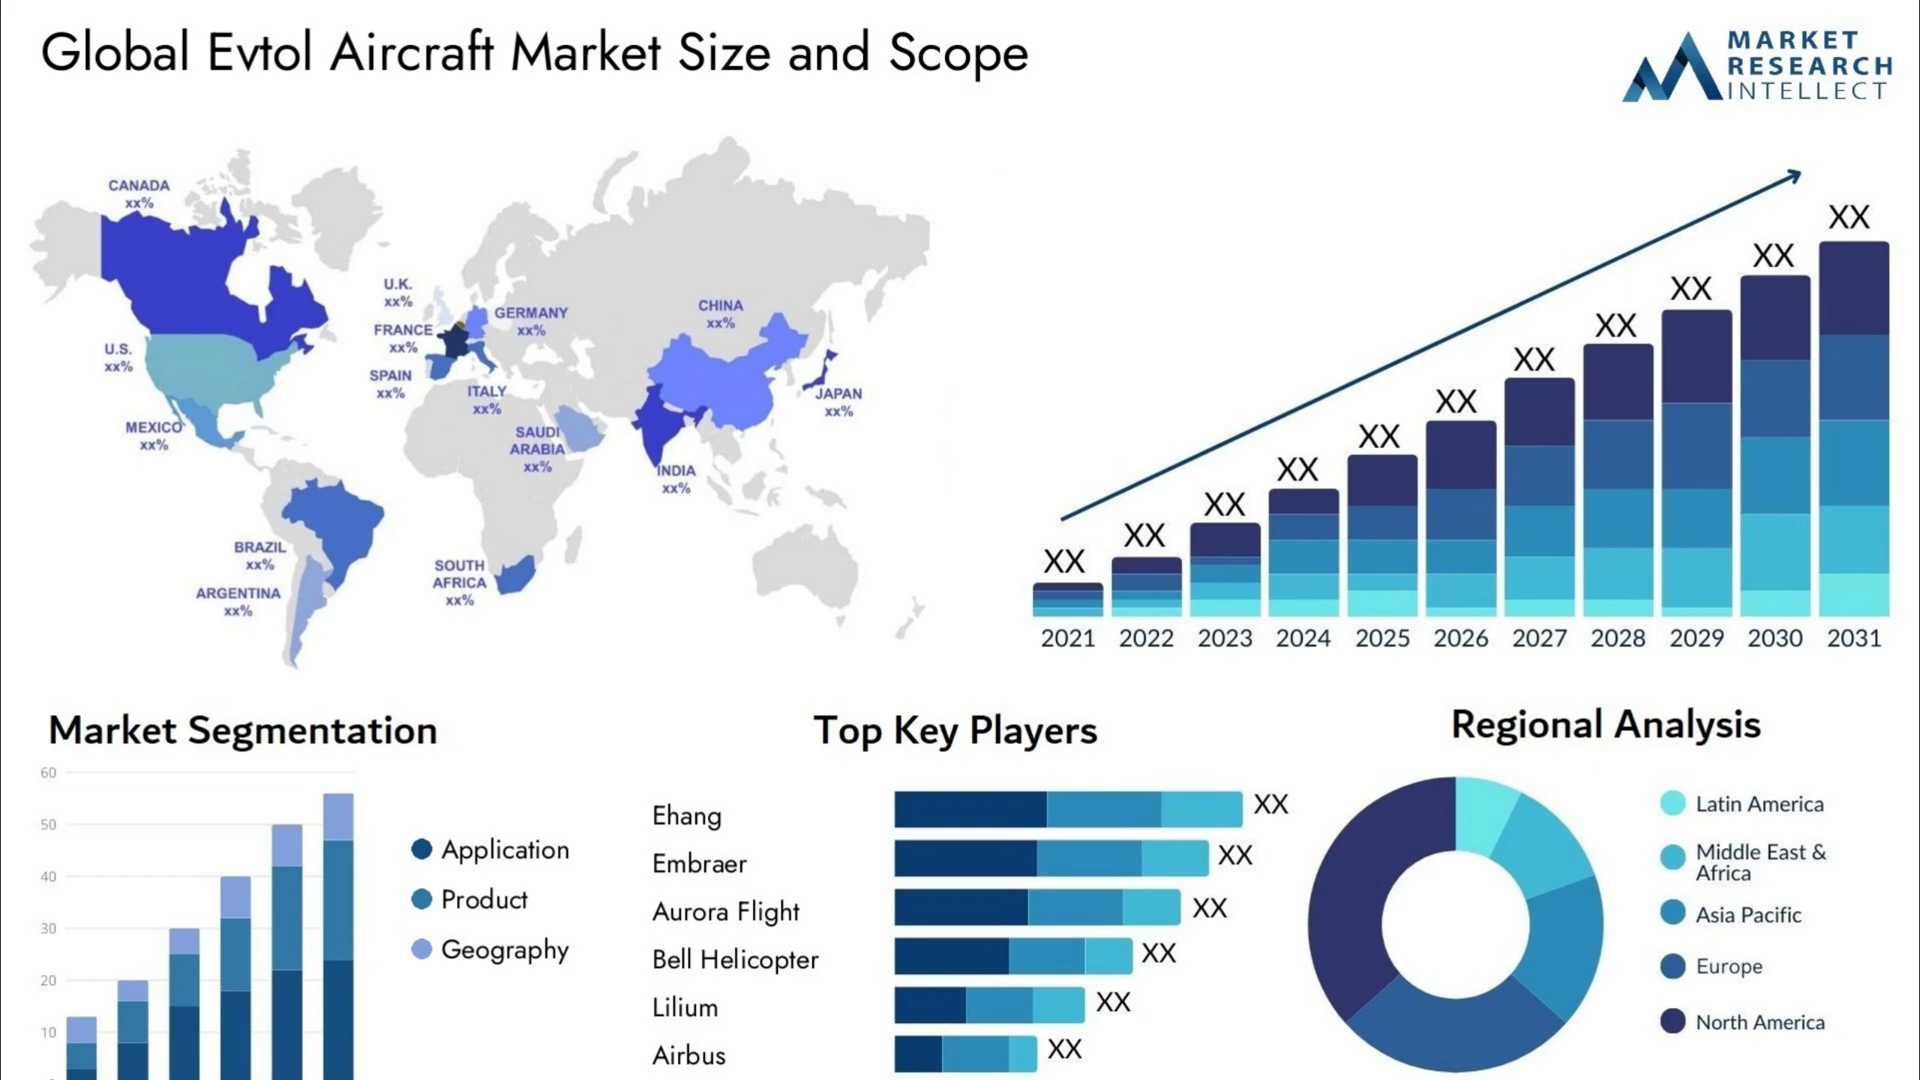 Global Evtol Aircraft Market Size and Scope
MARKET
RESEARCH
INTELLECT
CANADA
xx%
U.S.
xx%
MEXICO
xx%
BRAZIL
xx%
ARGENTINA
xx%
U.K.
xx%
FRANCE
xx%
SPAIN
xx%
GERMANY
xx%
ITALY
xx%
SAUDI
ARABIA
xx%
SOUTH
AFRICA
xx%
CHINA
xx%
JAPAN
xx%
INDIA
xx%
XX
XX
XX
XX
XX
XX
XX
XX
XX
XX
XX
2021 2022 2023 2024 2025 2026 2027 2028 2029 2030 2031
Market Segmentation
60
50
40
30
20
10
Application
Product
Geography
Top Key Players
Ehang XX
Embraer XX
Aurora Flight XX
Bell Helicopter XX
Lilium XX
Airbus XX
Regional Analysis
Latin America
Middle East &
Africa
Asia Pacific
Europe
North America